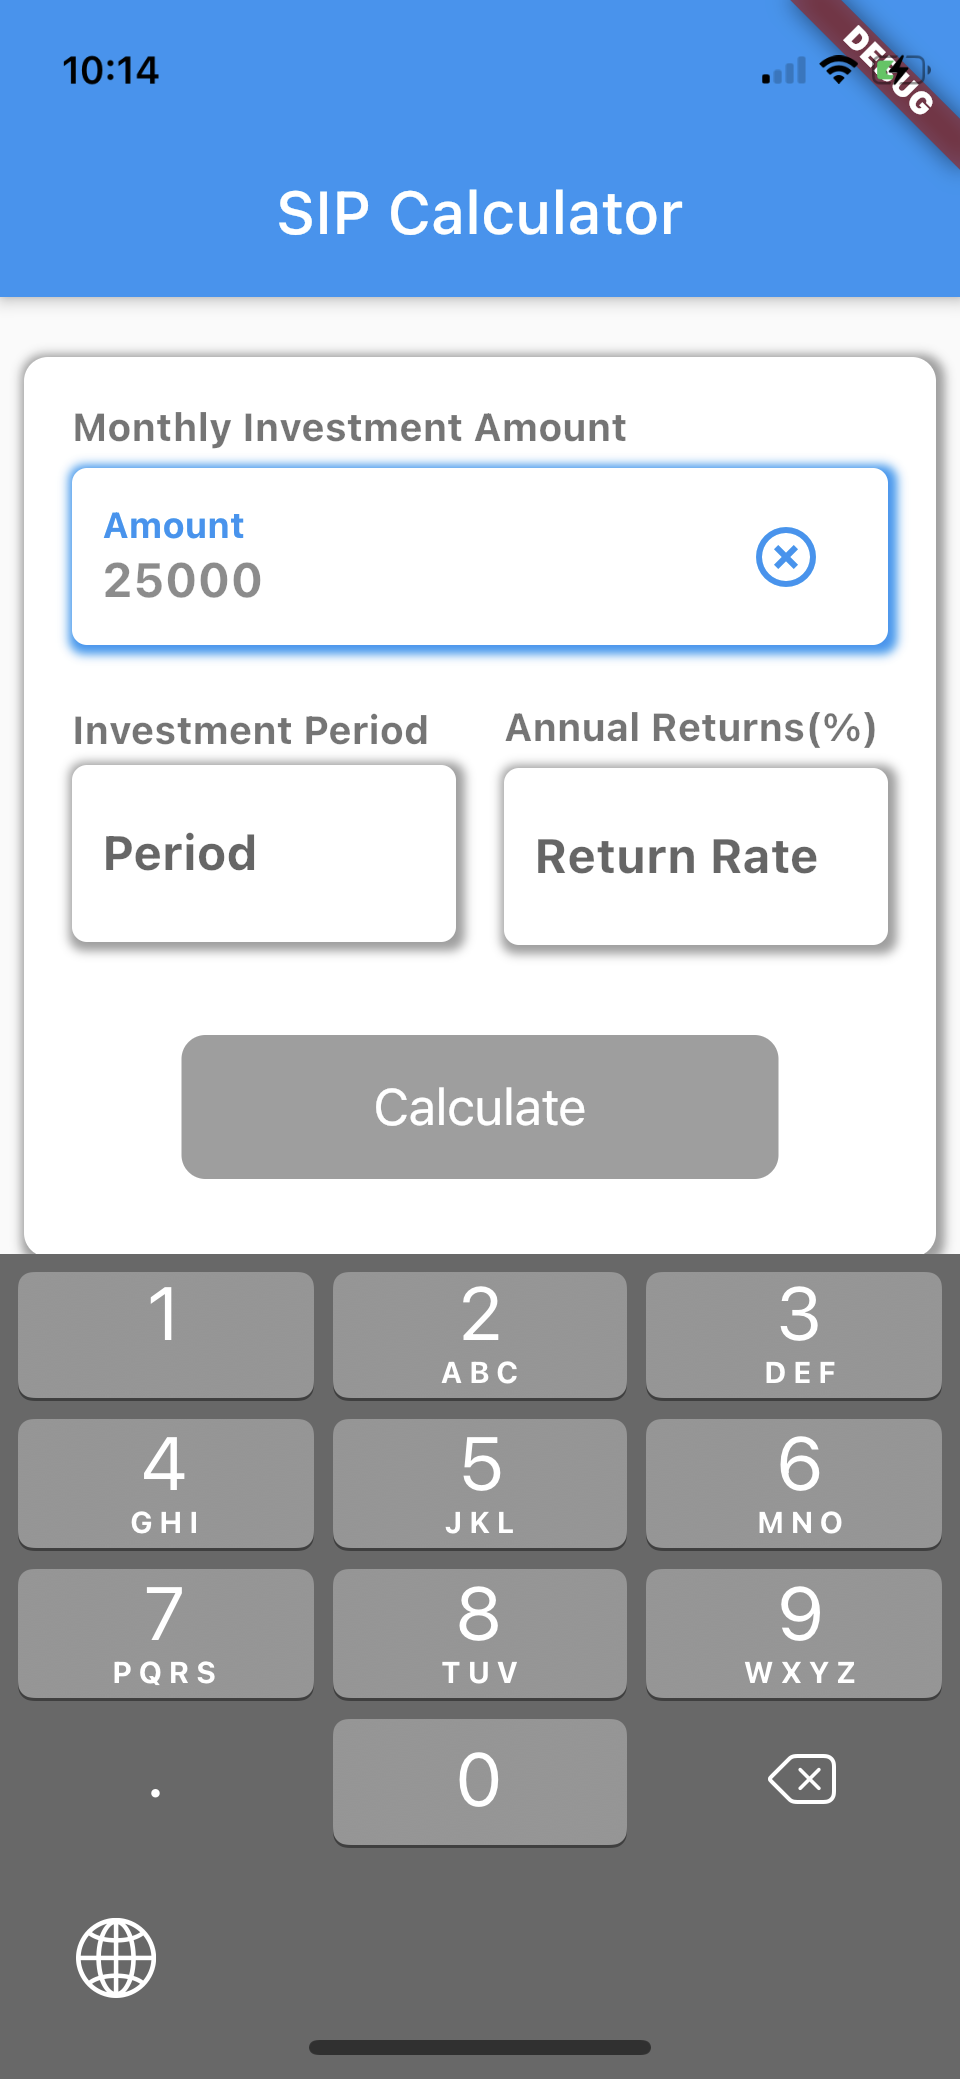 10:14
DEBUG
SIP Calculator
Monthly Investment Amount
Amount
25000
Investment Period Annual Returns(%)
Period Return Rate
Calculate
1 2 3
ABC DEF
4 5 6
GHI JKL MNO
7 8 9
PQRS TUV WXYZ
. 0